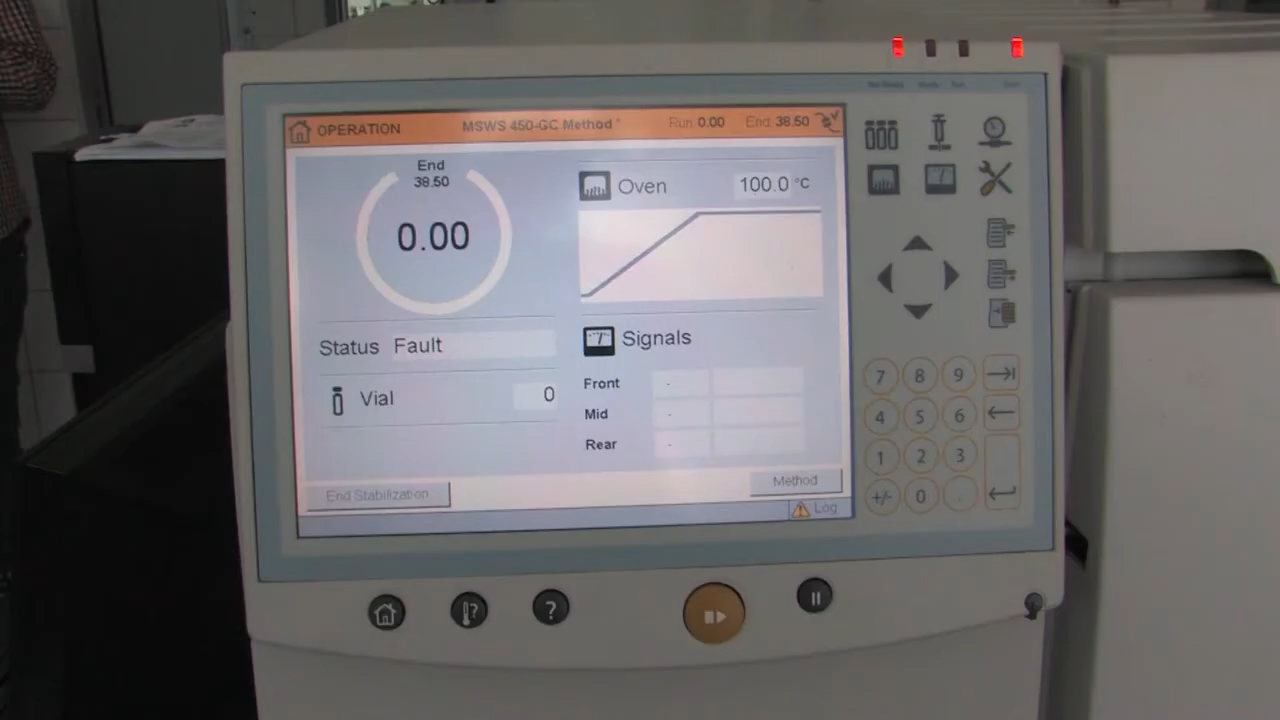 OPERATION MSWS 450-GC Method * Run 0.00 End 38.50
End
38.50
0.00
Oven 100.0 °C
Status Fault
Signals
Vial 0
Front - 
Mid -
Rear -
End Stabilization
Method
Log
7 8 9
4 5 6
1 2 3
+/- 0 .
?
?